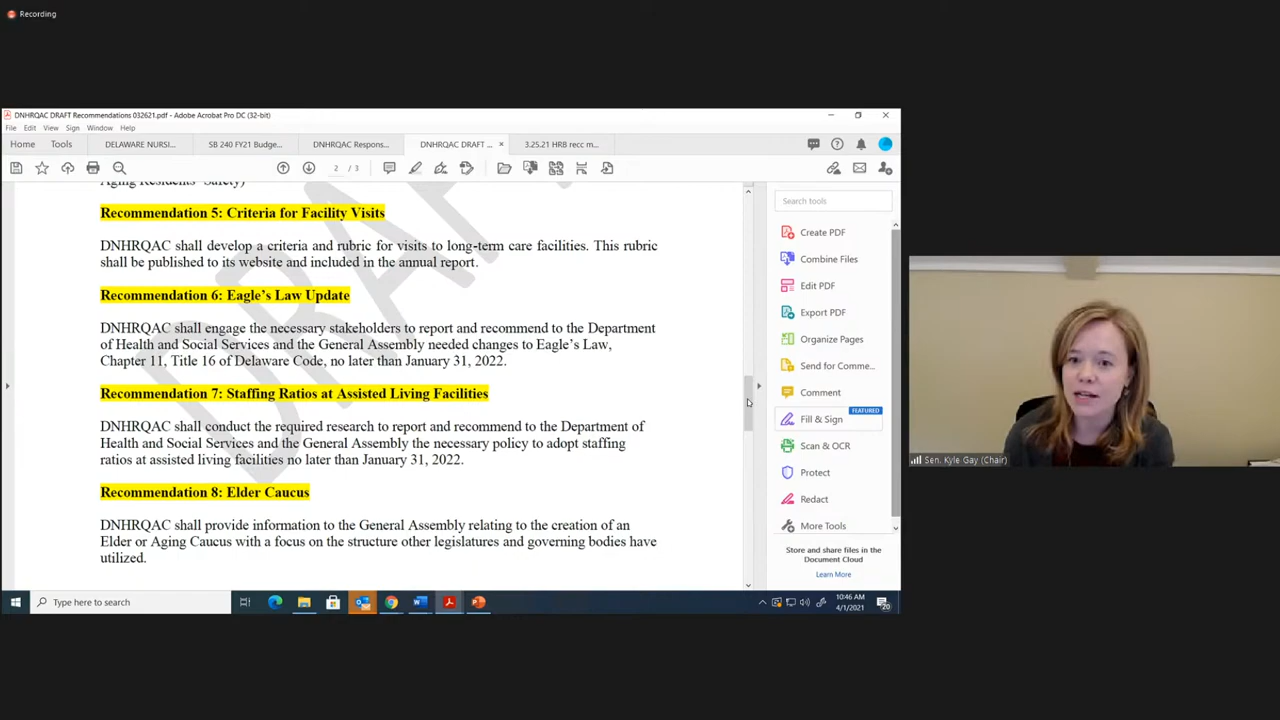 Recording
DNHRQAC DRAFT Recommendations 032621.pdf - Adobe Acrobat Pro DC (32-bit)
File Edit View Sign Window Help
Home Tools DELAWARE NURSI... SB 240 FY21 Budge... DNHRQAC Respons... DNHRQAC DRAFT ... × 3.25.21 HRB recc m...
2 / 3
Aging Residents' Safety)
Recommendation 5: Criteria for Facility Visits
DNHRQAC shall develop a criteria and rubric for visits to long-term care facilities. This rubric
shall be published to its website and included in the annual report.
Recommendation 6: Eagle's Law Update
DNHRQAC shall engage the necessary stakeholders to report and recommend to the Department
of Health and Social Services and the General Assembly needed changes to Eagle's Law,
Chapter 11, Title 16 of Delaware Code, no later than January 31, 2022.
Recommendation 7: Staffing Ratios at Assisted Living Facilities
DNHRQAC shall conduct the required research to report and recommend to the Department of
Health and Social Services and the General Assembly the necessary policy to adopt staffing
ratios at assisted living facilities no later than January 31, 2022.
Recommendation 8: Elder Caucus
DNHRQAC shall provide information to the General Assembly relating to the creation of an
Elder or Aging Caucus with a focus on the structure other legislatures and governing bodies have
utilized.
DRAFT
Search tools
Create PDF
Combine Files
Edit PDF
Export PDF
Organize Pages
Send for Comme...
Comment
FEATURED
Fill & Sign
Scan & OCR
Protect
Redact
More Tools
Store and share files in the
Document Cloud
Learn More
Type here to search
10:46 AM
4/1/2021
20
Sen. Kyle Gay (Chair)